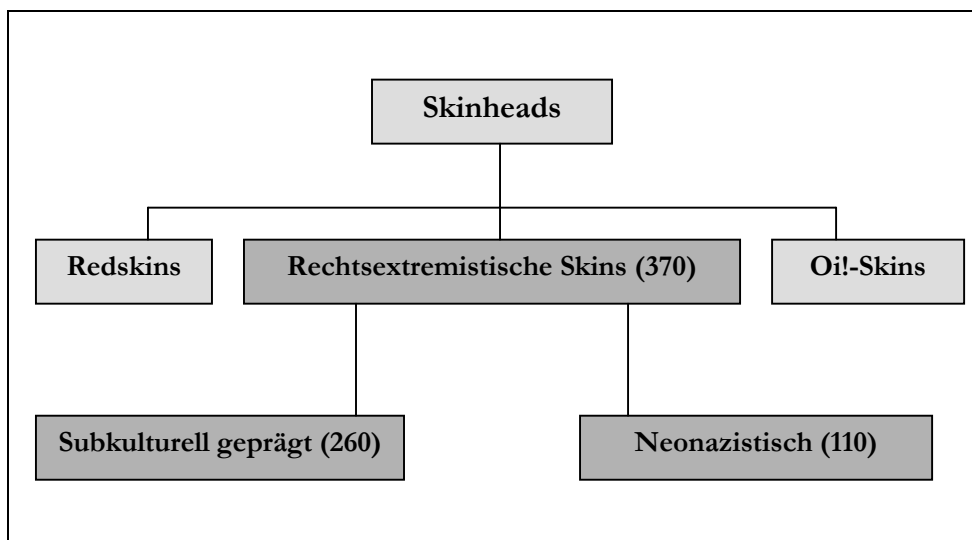 Skinheads
Redskins
Rechtsextremistische Skins (370)
Oi!-Skins
Subkulturell geprägt (260)
Neonazistisch (110)